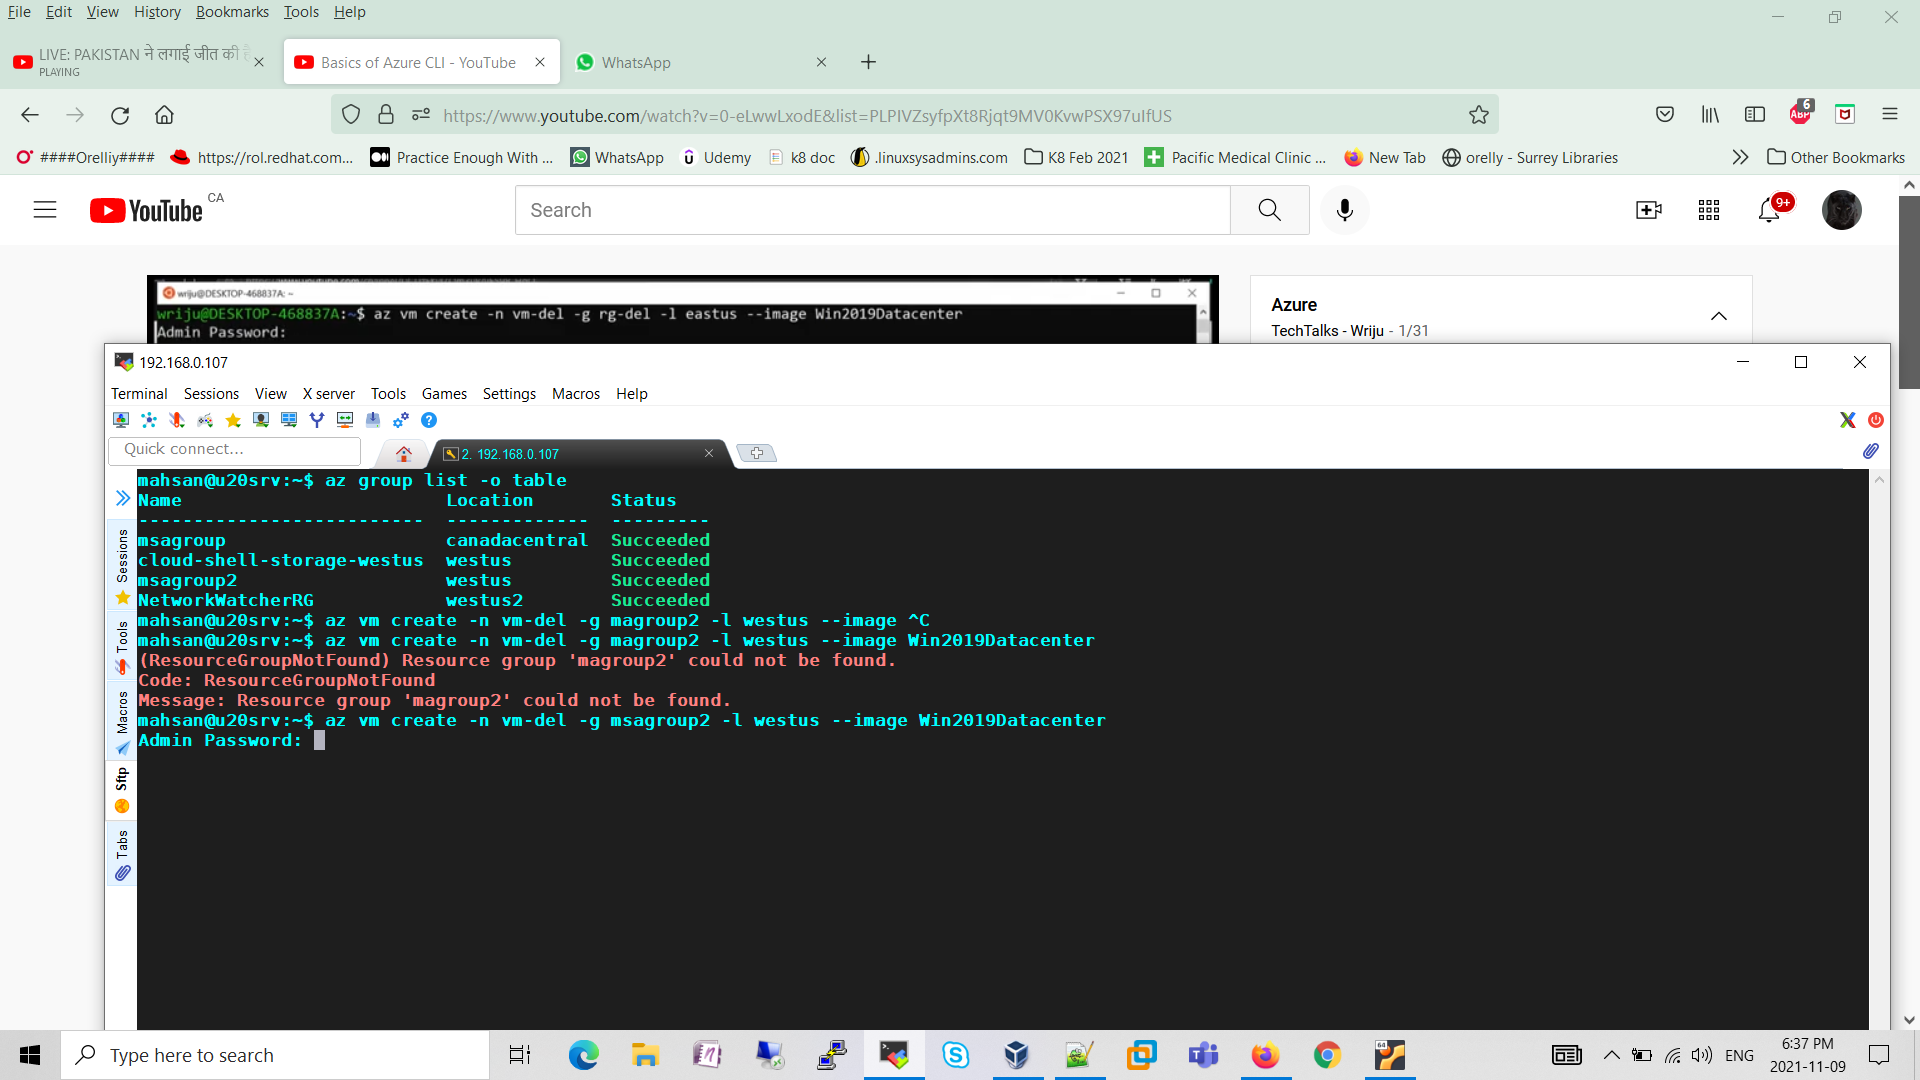 File Edit View History Bookmarks Tools Help
LIVE: PAKISTAN ने लगाई जीत की
PLAYING
Basics of Azure CLI - YouTube
WhatsApp
https://www.youtube.com/watch?v=0-eLwwLxodE&list=PLPIVZsyfpXt8Rjqt9MV0KvwPSX97uIfUS
6
ABP
####Orelliy####
https://rol.redhat.com...
Practice Enough With ...
WhatsApp
Udemy
k8 doc
.linuxsysadmins.com
K8 Feb 2021
Pacific Medical Clinic ...
New Tab
orelly - Surrey Libraries
Other Bookmarks
YouTube CA
Search
9+
wriju@DESKTOP-468837A: ~
wriju@DESKTOP-468837A:~$ az vm create -n vm-del -g rg-del -l eastus --image Win2019Datacenter
Admin Password:
Azure
TechTalks - Wriju - 1/31
192.168.0.107
Terminal Sessions View X server Tools Games Settings Macros Help
Quick connect...
2. 192.168.0.107
Sessions
Tools
Macros
Sftp
Tabs
mahsan@u20srv:~$ az group list -o table
Name Location Status
-------------------------- ------------- ---------
msagroup canadacentral Succeeded
cloud-shell-storage-westus westus Succeeded
msagroup2 westus Succeeded
NetworkWatcherRG westus2 Succeeded
mahsan@u20srv:~$ az vm create -n vm-del -g magroup2 -l westus --image ^C
mahsan@u20srv:~$ az vm create -n vm-del -g magroup2 -l westus --image Win2019Datacenter
(ResourceGroupNotFound) Resource group 'magroup2' could not be found.
Code: ResourceGroupNotFound
Message: Resource group 'magroup2' could not be found.
mahsan@u20srv:~$ az vm create -n vm-del -g msagroup2 -l westus --image Win2019Datacenter
Admin Password:
Type here to search
64
ENG
6:37 PM
2021-11-09